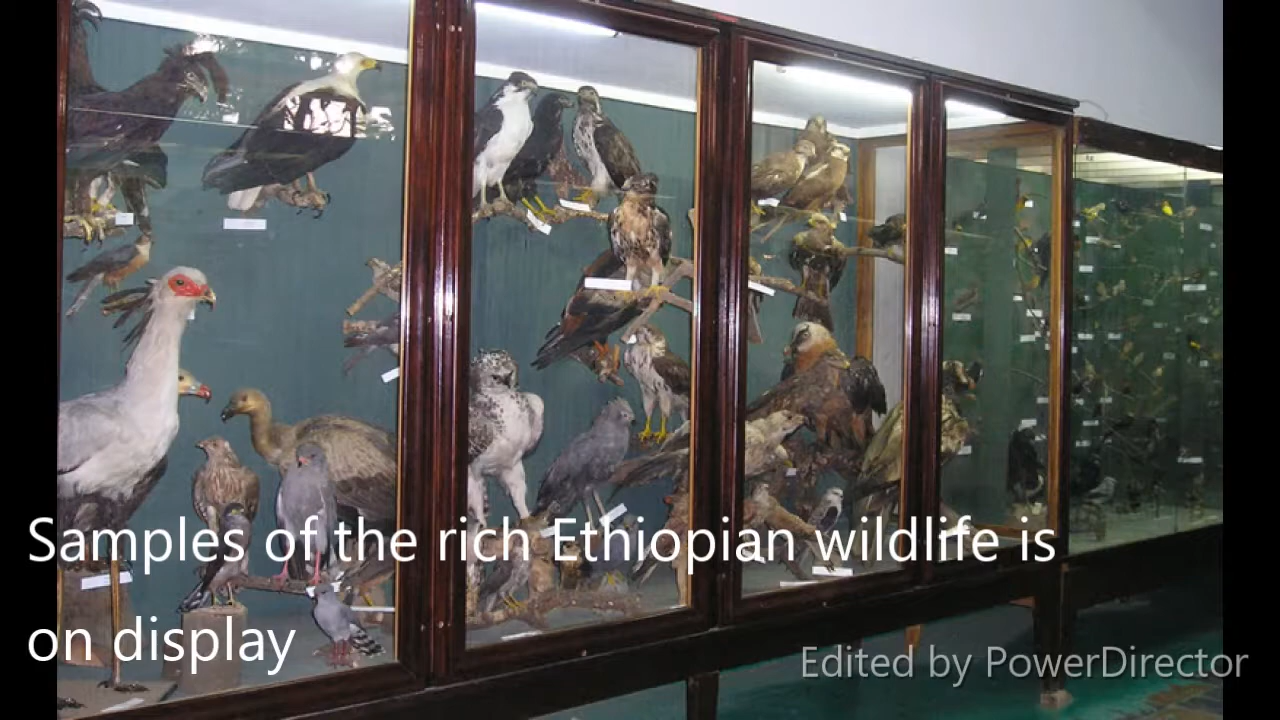 Samples of the rich Ethiopian wildlife is
on display
Edited by PowerDirector